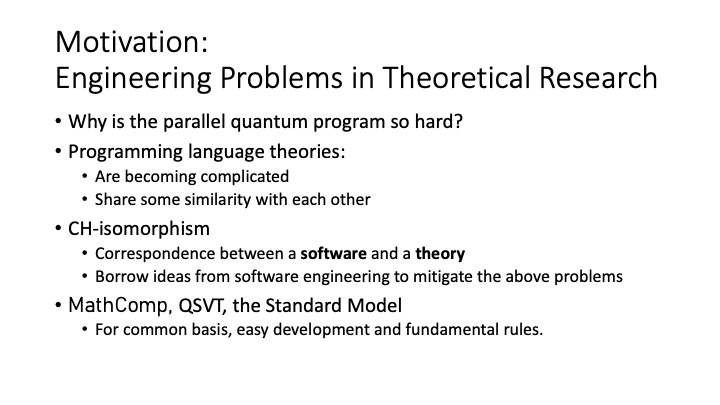 Motivation:
Engineering Problems in Theoretical Research
• Why is the parallel quantum program so hard?
• Programming language theories:
• Are becoming complicated
• Share some similarity with each other
• CH-isomorphism
• Correspondence between a software and a theory
• Borrow ideas from software engineering to mitigate the above problems
• MathComp, QSVT, the Standard Model
• For common basis, easy development and fundamental rules.